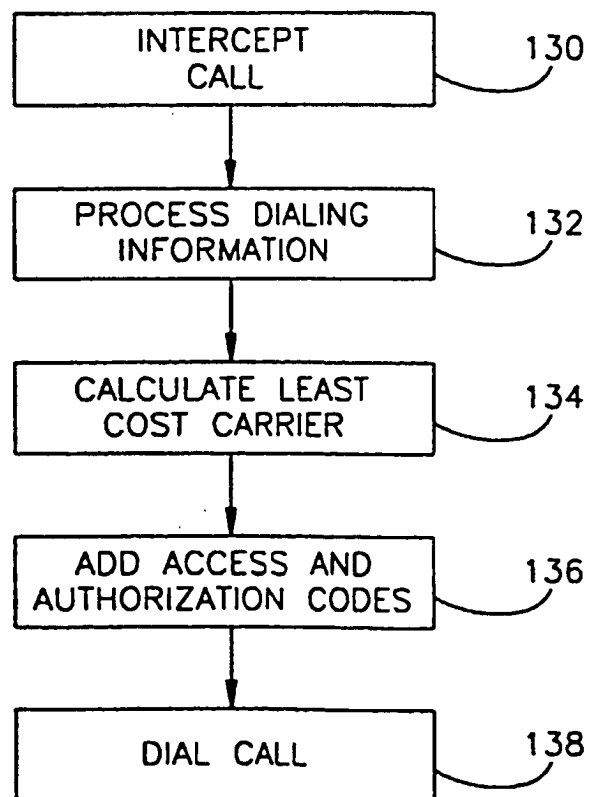 INTERCEPT
CALL
130
PROCESS DIALING
INFORMATION
132
CALCULATE LEAST
COST CARRIER
134
ADD ACCESS AND
AUTHORIZATION CODES
136
DIAL CALL
138